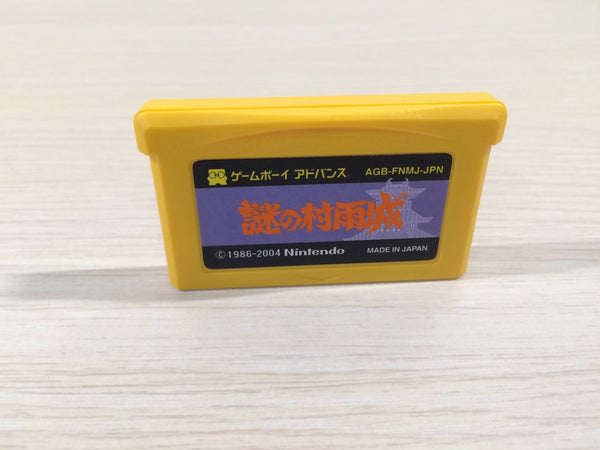 ゲームボーイ アドバンス
AGB-FNMJ-JPN
謎の村雨城
©1986-2004 Nintendo
MADE IN JAPAN